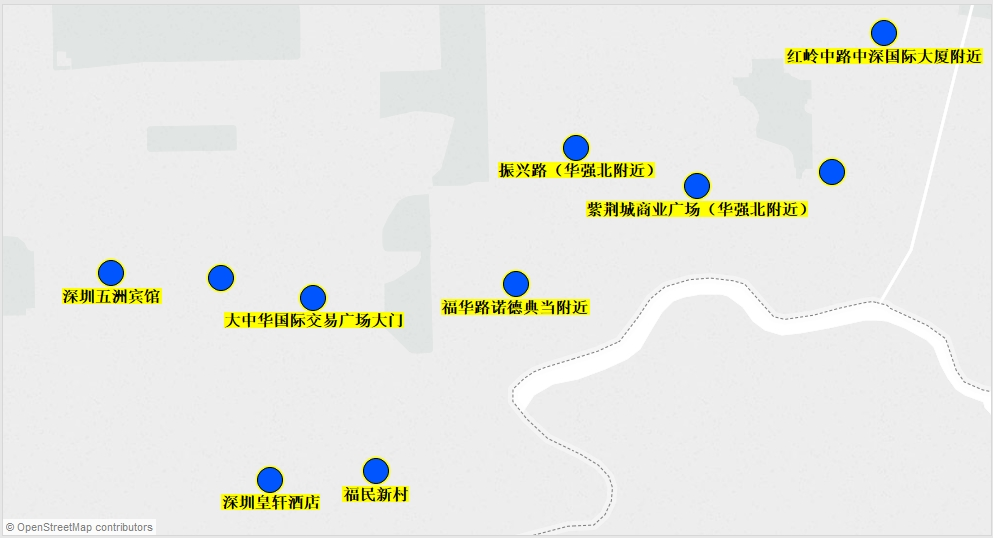 红岭中路中深国际大厦附近
振兴路（华强北附近）
紫荆城商业广场（华强北附近）
深圳五洲宾馆
大中华国际交易广场大门
福华路诺德典当附近
深圳皇轩酒店
福民新村
© OpenStreetMap contributors